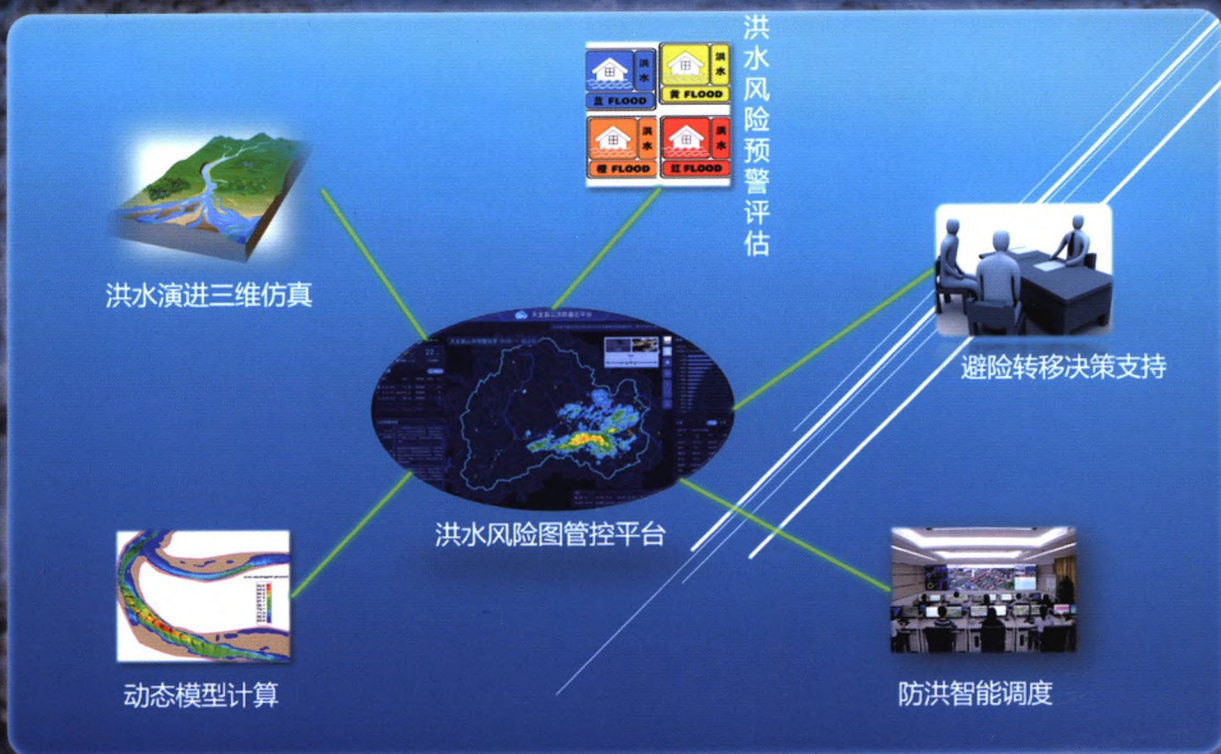 洪水风险预警评估
洪水
蓝 FLOOD
洪水
黄 FLOOD
洪水
橙 FLOOD
洪水
红 FLOOD
洪水演进三维仿真
避险转移决策支持
洪水风险图管控平台
动态模型计算
防洪智能调度